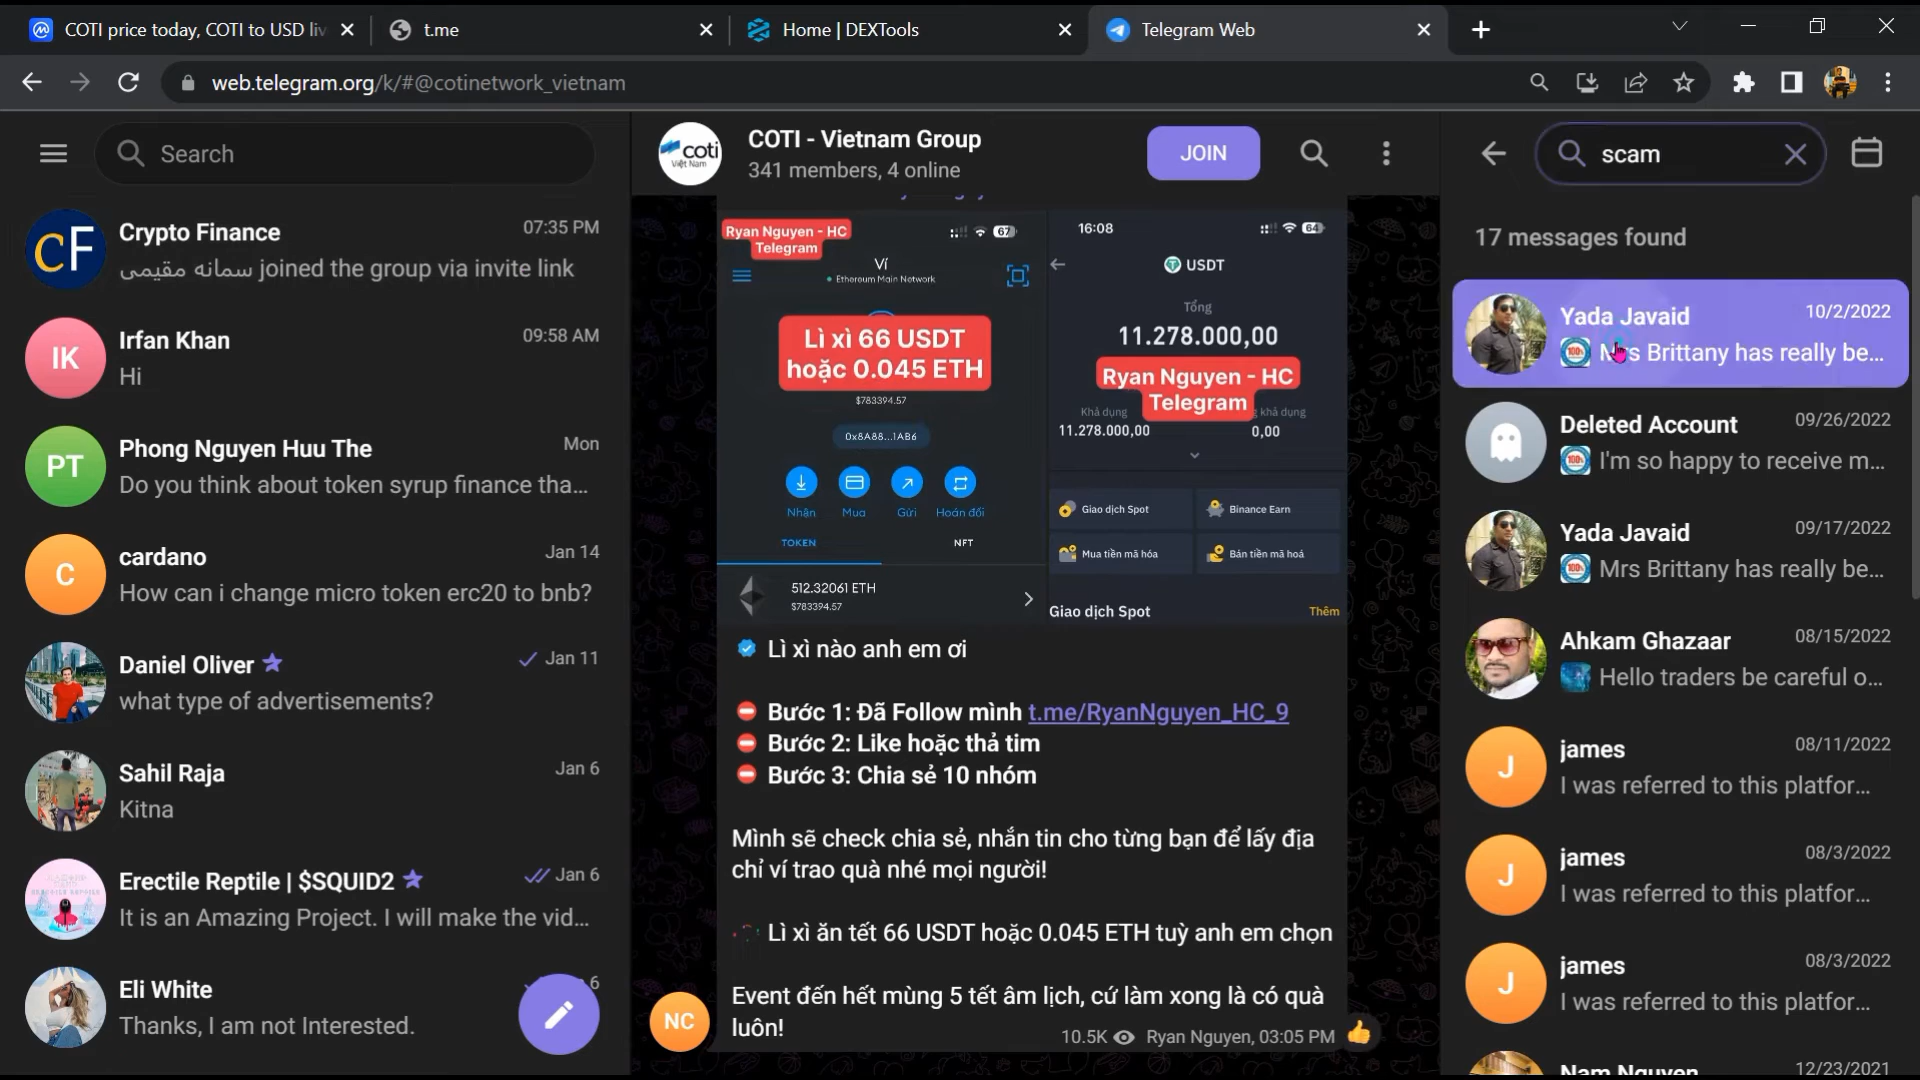 COTI price today, COTI to USD liv
t.me
Home | DEXTools
Telegram Web
web.telegram.org/k/#@cotinetwork_vietnam
Search
CF
Crypto Finance
07:35 PM
سمانه مقیمی joined the group via invite link
IK
Irfan Khan
09:58 AM
Hi
PT
Phong Nguyen Huu The
Mon
Do you think about token syrup finance tha...
C
cardano
Jan 14
How can i change micro token erc20 to bnb?
Daniel Oliver
Jan 11
what type of advertisements?
Sahil Raja
Jan 6
Kitna
Erectile Reptile | $SQUID2
Jan 6
It is an Amazing Project. I will make the vid...
Eli White
6
Thanks, I am not Interested.
coti
Việt Nam
COTI - Vietnam Group
341 members, 4 online
JOIN
Ryan Nguyen - HC
Telegram
67
Ví
Ethereum Main Network
Lì xì 66 USDT
hoặc 0.045 ETH
$783394.57
0x8A88...1AB6
Nhận
Mua
Gửi
Hoán đổi
TOKEN
NFT
512.32061 ETH
$783394.57
16:08
64
USDT
Tổng
11.278.000,00
Ryan Nguyen - HC
Telegram
Khả dụng
khả dụng
11.278.000,00
0,00
Giao dịch Spot
Binance Earn
Mua tiền mã hóa
Bán tiền mã hoá
Giao dịch Spot
Thêm
Lì xì nào anh em ơi
Bước 1: Đã Follow mình t.me/RyanNguyen_HC_9
Bước 2: Like hoặc thả tim
Bước 3: Chia sẻ 10 nhóm
Mình sẽ check chia sẻ, nhắn tin cho từng bạn để lấy địa
chỉ ví trao quà nhé mọi người!
Lì xì ăn tết 66 USDT hoặc 0.045 ETH tuỳ anh em chọn
Event đến hết mùng 5 tết âm lịch, cứ làm xong là có quà
luôn!
10.5K
Ryan Nguyen, 03:05 PM
NC
scam
17 messages found
Yada Javaid
10/2/2022
Mrs Brittany has really be...
Deleted Account
09/26/2022
I'm so happy to receive m...
Yada Javaid
09/17/2022
Mrs Brittany has really be...
Ahkam Ghazaar
08/15/2022
Hello traders be careful o...
J
james
08/11/2022
I was referred to this platfor...
J
james
08/3/2022
I was referred to this platfor...
J
james
08/3/2022
I was referred to this platfor...
Nam Nguyen
12/23/2021